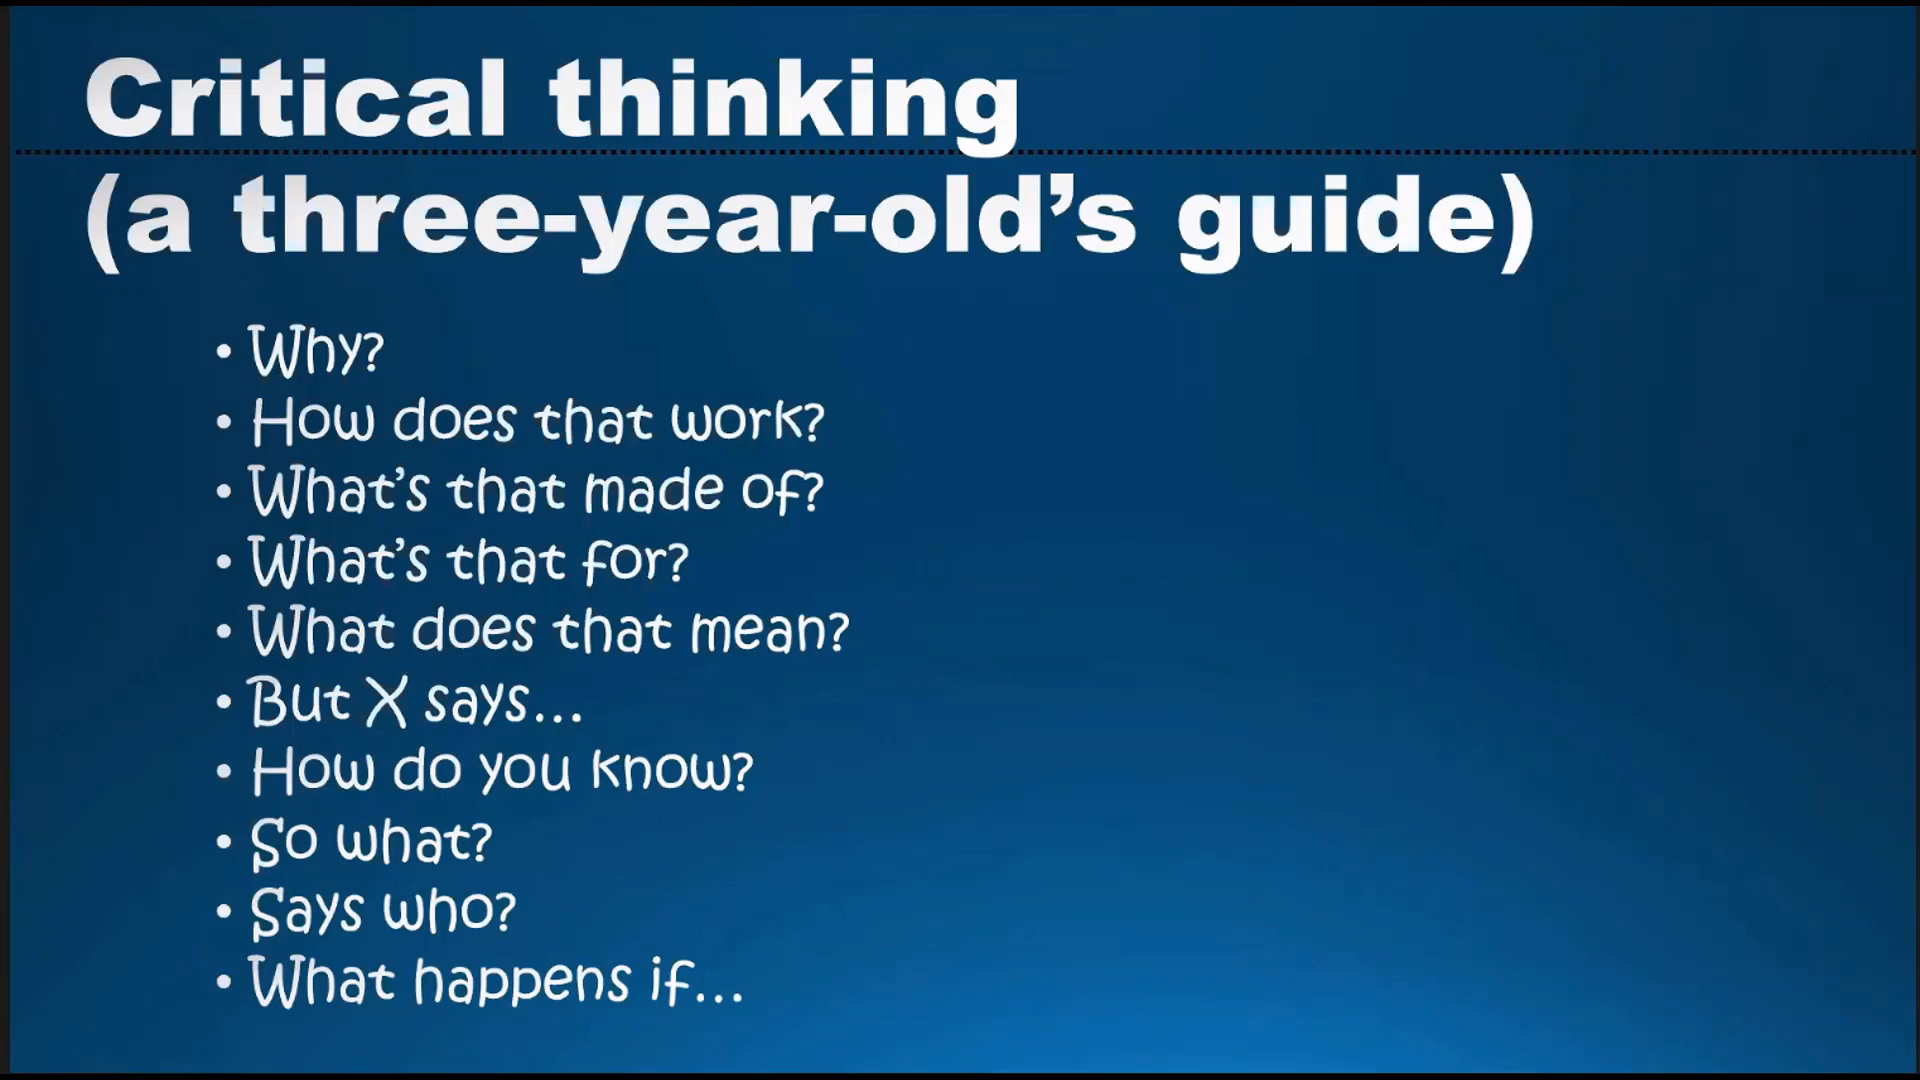 Critical thinking
(a three-year-old’s guide)
• Why?
• How does that work?
• What’s that made of?
• What’s that for?
• What does that mean?
• But X says...
• How do you know?
• So what?
• Says who?
• What happens if...